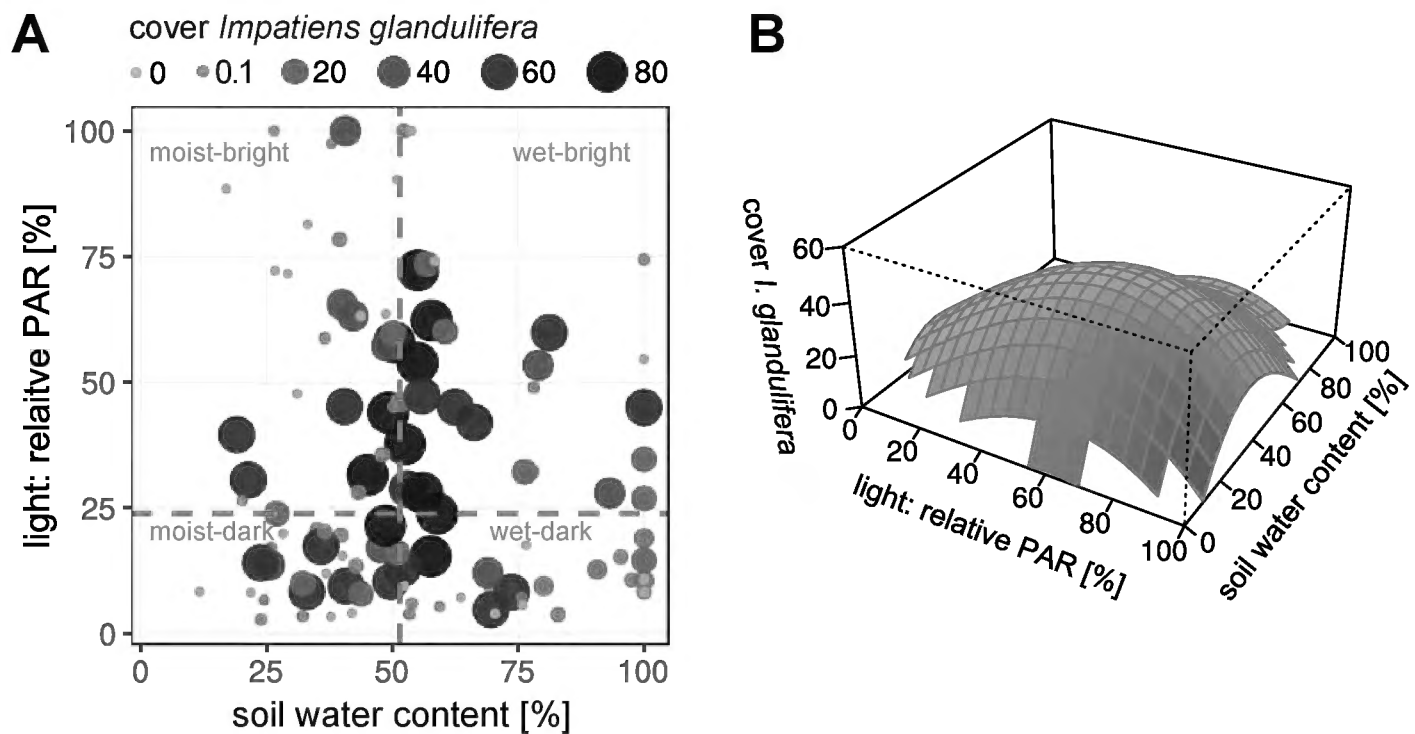 A
cover Impatiens glandulifera
0 0.1 20 40 60 80
100
75
50
25
0
light: relaitve PAR [%]
moist-bright
wet-bright
moist-dark
wet-dark
0 25 50 75 100
soil water content [%]
B
cover I. glandulifera
60
40
20
0
0
20
40
60
80
100
light: relative PAR [%]
0
20
40
60
80
100
soil water content [%]